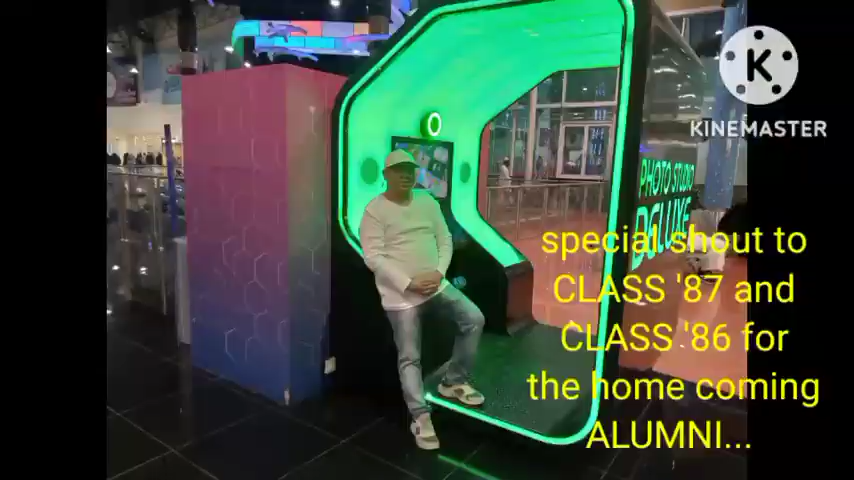 K
KINEMASTER
PHOTO STUDIO
DELUXE
special shout to
CLASS '87 and
CLASS '86 for
the home coming
ALUMNI...